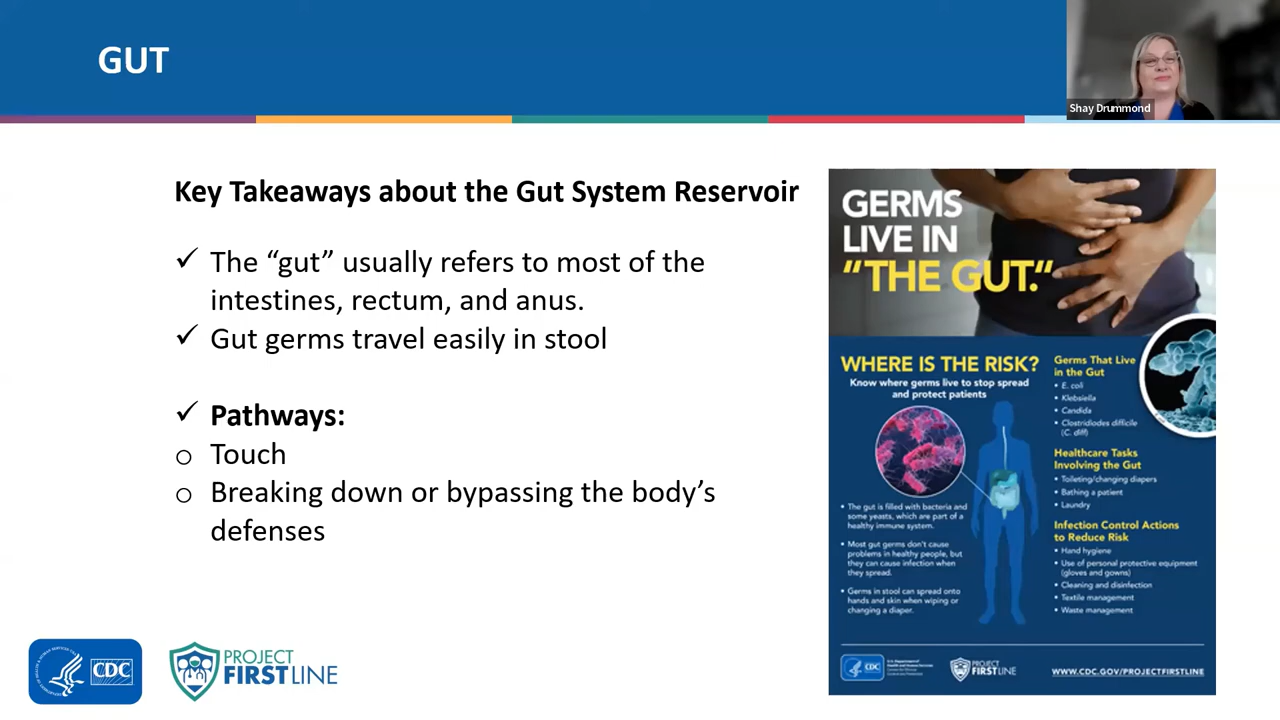 GUT
Shay Drummond
Key Takeaways about the Gut System Reservoir
✓ The “gut” usually refers to most of the
intestines, rectum, and anus.
✓ Gut germs travel easily in stool
✓ Pathways:
o Touch
o Breaking down or bypassing the body’s
defenses
GERMS
LIVE IN
“THE GUT.“
WHERE IS THE RISK?
Know where germs live to stop spread
and protect patients
• The gut is filled with bacteria and
some yeasts, which are part of a
healthy immune system.
• Most gut germs don't cause
problems in healthy people, but
they can cause infection when
they spread.
• Germs in stool can spread onto
hands and skin when wiping or
changing a diaper.
Germs That Live
in the Gut
• E. coli
• Klebsiella
• Candida
• Clostridiodes difficile
(C. diff)
Healthcare Tasks
Involving the Gut
• Toileting/changing diapers
• Bathing a patient
• Laundry
Infection Control Actions
to Reduce Risk
• Hand hygiene
• Use of personal protective equipment
(gloves and gowns)
• Cleaning and disinfection
• Textile management
• Waste management
CDC
PROJECT
FIRSTLINE
WWW.CDC.GOV/PROJECTFIRSTLINE
CDC
PROJECT
FIRSTLINE